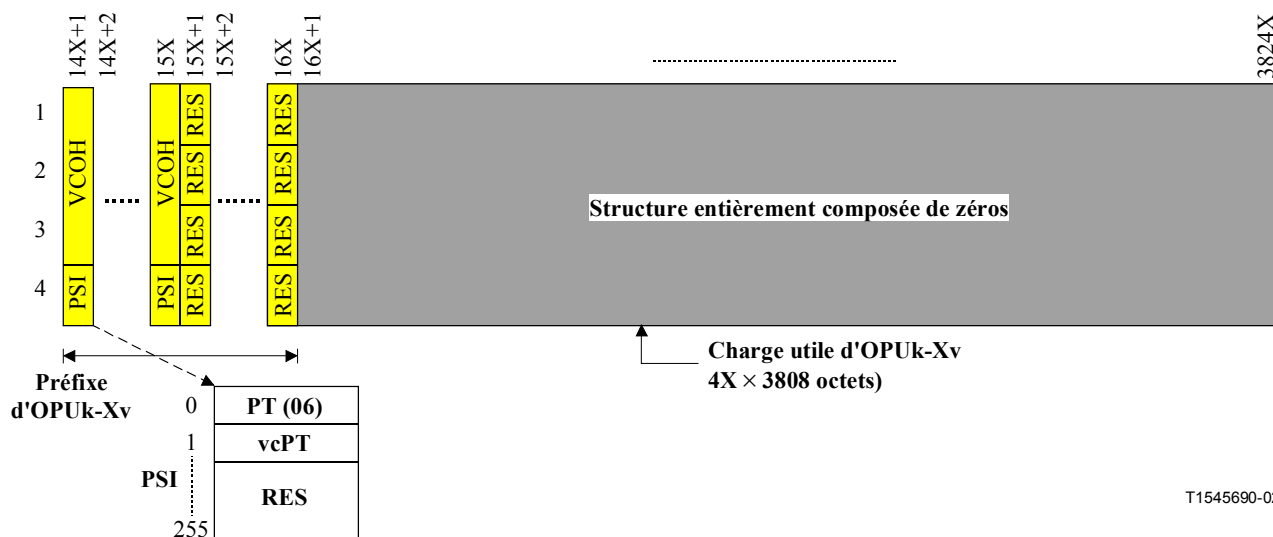 14X+1
14X+2
15X
15X+1
15X+2
16X
16X+1
3824X
1
2
3
4
VCOH
PSI
VCOH
PSI
RES
RES
RES
RES
RES
RES
RES
RES
Structure entièrement composée de zéros
Préfixe
d'OPUk-Xv
Charge utile d'OPUk-Xv
4X × 3808 octets)
0
PT (06)
1
vcPT
PSI
RES
255
T1545690-02